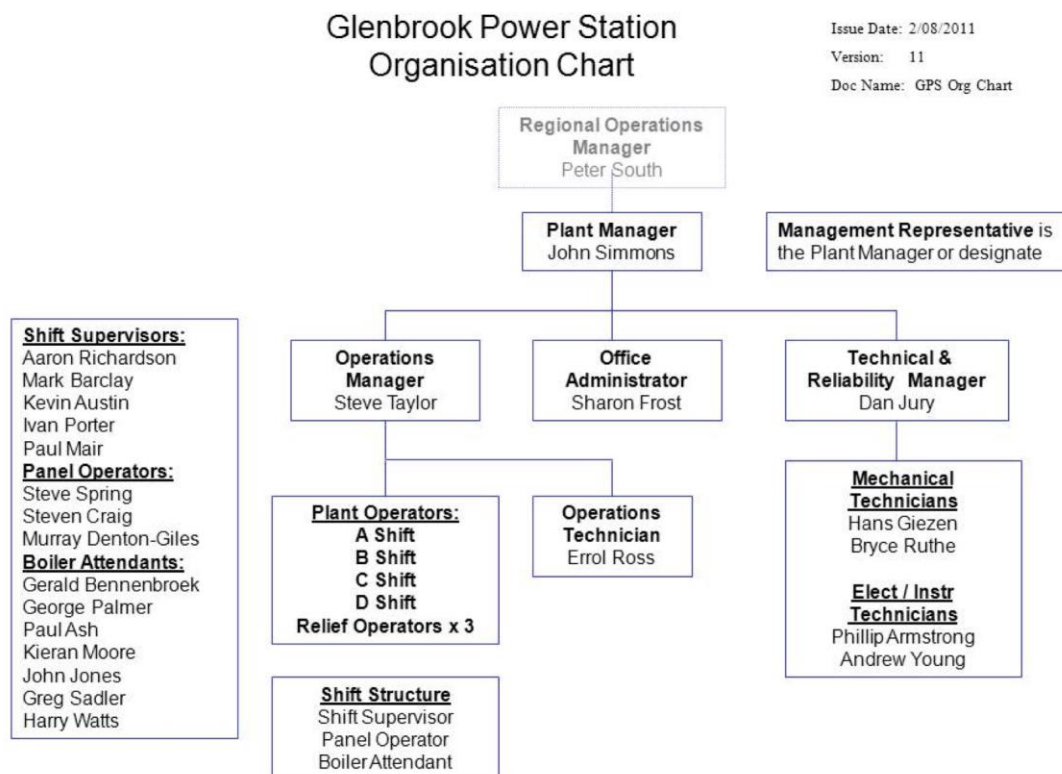 Glenbrook Power Station
Organisation Chart
Issue Date: 2/08/2011
Version: 11
Doc Name: GPS Org Chart
Regional Operations
Manager
Peter South
Plant Manager
John Simmons
Management Representative is
the Plant Manager or designate
Shift Supervisors:
Aaron Richardson
Mark Barclay
Kevin Austin
Ivan Porter
Paul Mair
Panel Operators:
Steve Spring
Steven Craig
Murray Denton-Giles
Boiler Attendants:
Gerald Bennenbroek
George Palmer
Paul Ash
Kieran Moore
John Jones
Greg Sadler
Harry Watts
Operations
Manager
Steve Taylor
Office
Administrator
Sharon Frost
Technical &
Reliability Manager
Dan Jury
Plant Operators:
A Shift
B Shift
C Shift
D Shift
Relief Operators x 3
Operations
Technician
Errol Ross
Mechanical
Technicians
Hans Giezen
Bryce Ruthe
Elect / Instr
Technicians
Phillip Armstrong
Andrew Young
Shift Structure
Shift Supervisor
Panel Operator
Boiler Attendant